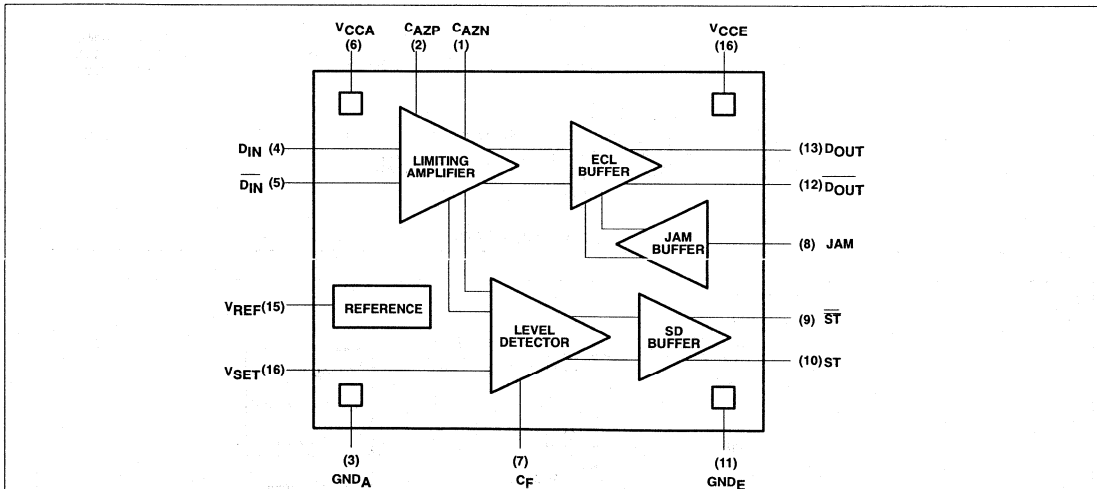 VCCA CAZP CAZN VCCE
(6) (2) (1) (16)
DIN (4)
LIMITING
AMPLIFIER
ECL
BUFFER
(13) DOUT
DIN (5)
(12) DOUT
JAM
BUFFER
(8) JAM
VREF (15)
REFERENCE
LEVEL
DETECTOR
SD
BUFFER
(9) ST
(10) ST
VSET (16)
(3) (7) (11)
GNDA CF GNDE